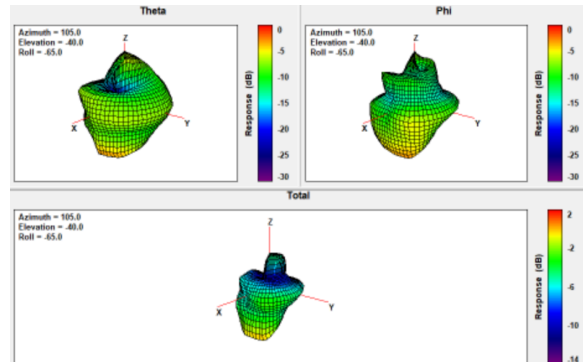 Theta
Azimuth = 105.0
Elevation = -40.0
Roll = -65.0
Z
X
Y
0
-5
-10
-15
-20
-25
-30
Response (dB)
Phi
Azimuth = 105.0
Elevation = -40.0
Roll = -65.0
Z
X
Y
0
-5
-10
-15
-20
-25
-30
Response (dB)
Total
Azimuth = 105.0
Elevation = -40.0
Roll = -65.0
Z
X
Y
2
-2
-6
-10
-14
Response (dB)